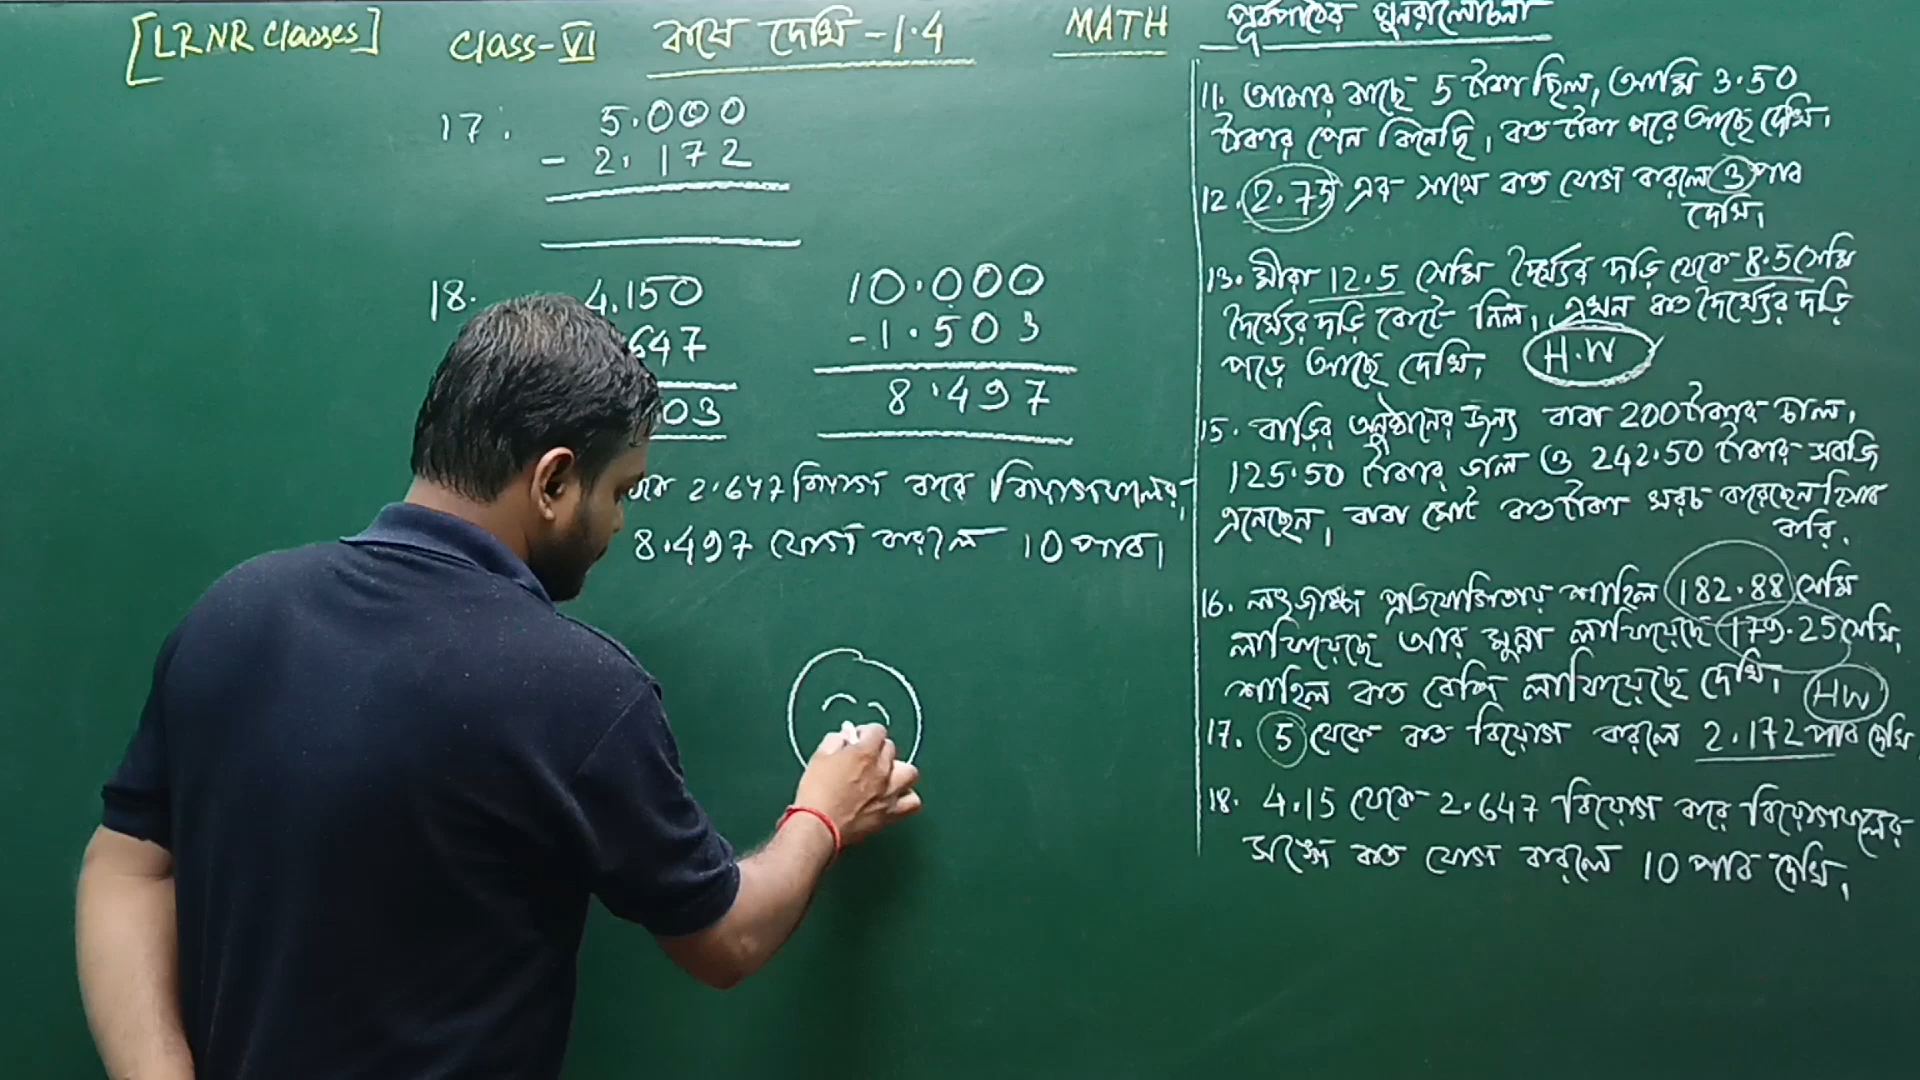 [LRNR Classes] Class-VI কষে দেখি -1.4 MATH
17. 5.000
- 2.172
18. 4.150
647
03
10.000
-1.503
8.497
2.647 বিয়োগ করে বিয়োগফলের,
8.497 যোগ করলে 10 পাব।
পূর্বপাঠের পুনরালোচনা
11. আমার কাছে 5 টাকা ছিল, আমি 3.50
টাকার পেন কিনেছি, কত টাকা পরে আছে দেখি।
12. 2.75 এর সাথে কত যোগ করলে 3 পাব
দেখি।
13. মীরা 12.5 সেমি দৈর্ঘ্যের দড়ি থেকে 8.5 সেমি
দৈর্ঘ্যের দড়ি কেটে নিল, এখন কত দৈর্ঘ্যের দড়ি
পড়ে আছে দেখি। H.W
15. বাড়ির অনুষ্ঠানের জন্য বাবা 200 টাকার চাল,
125.50 টাকার ডাল ও 242.50 টাকার সবজি
এনেছেন, বাবা মোট কত টাকা খরচ করেছেন হিসাব
করি।
16. লংজাম্প প্রতিযোগিতায় শাহিল 182.88 সেমি
লাফিয়েছে আর মুন্না লাফিয়েছে 179.25 সেমি,
শাহিল কত বেশি লাফিয়েছে দেখি। HW
17. 5 থেকে কত বিয়োগ করলে 2.172 পাব দেখি
18. 4.15 থেকে 2.647 বিয়োগ করে বিয়োগফলের
সঙ্গে কত যোগ করলে 10 পাব দেখি।